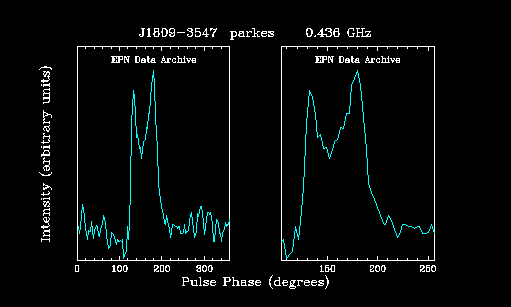 J1809-3547 parkes 0.436 GHz
EPN Data Archive EPN Data Archive
Intensity (arbitrary units)
0 100 200 300 150 200 250
Pulse Phase (degrees)